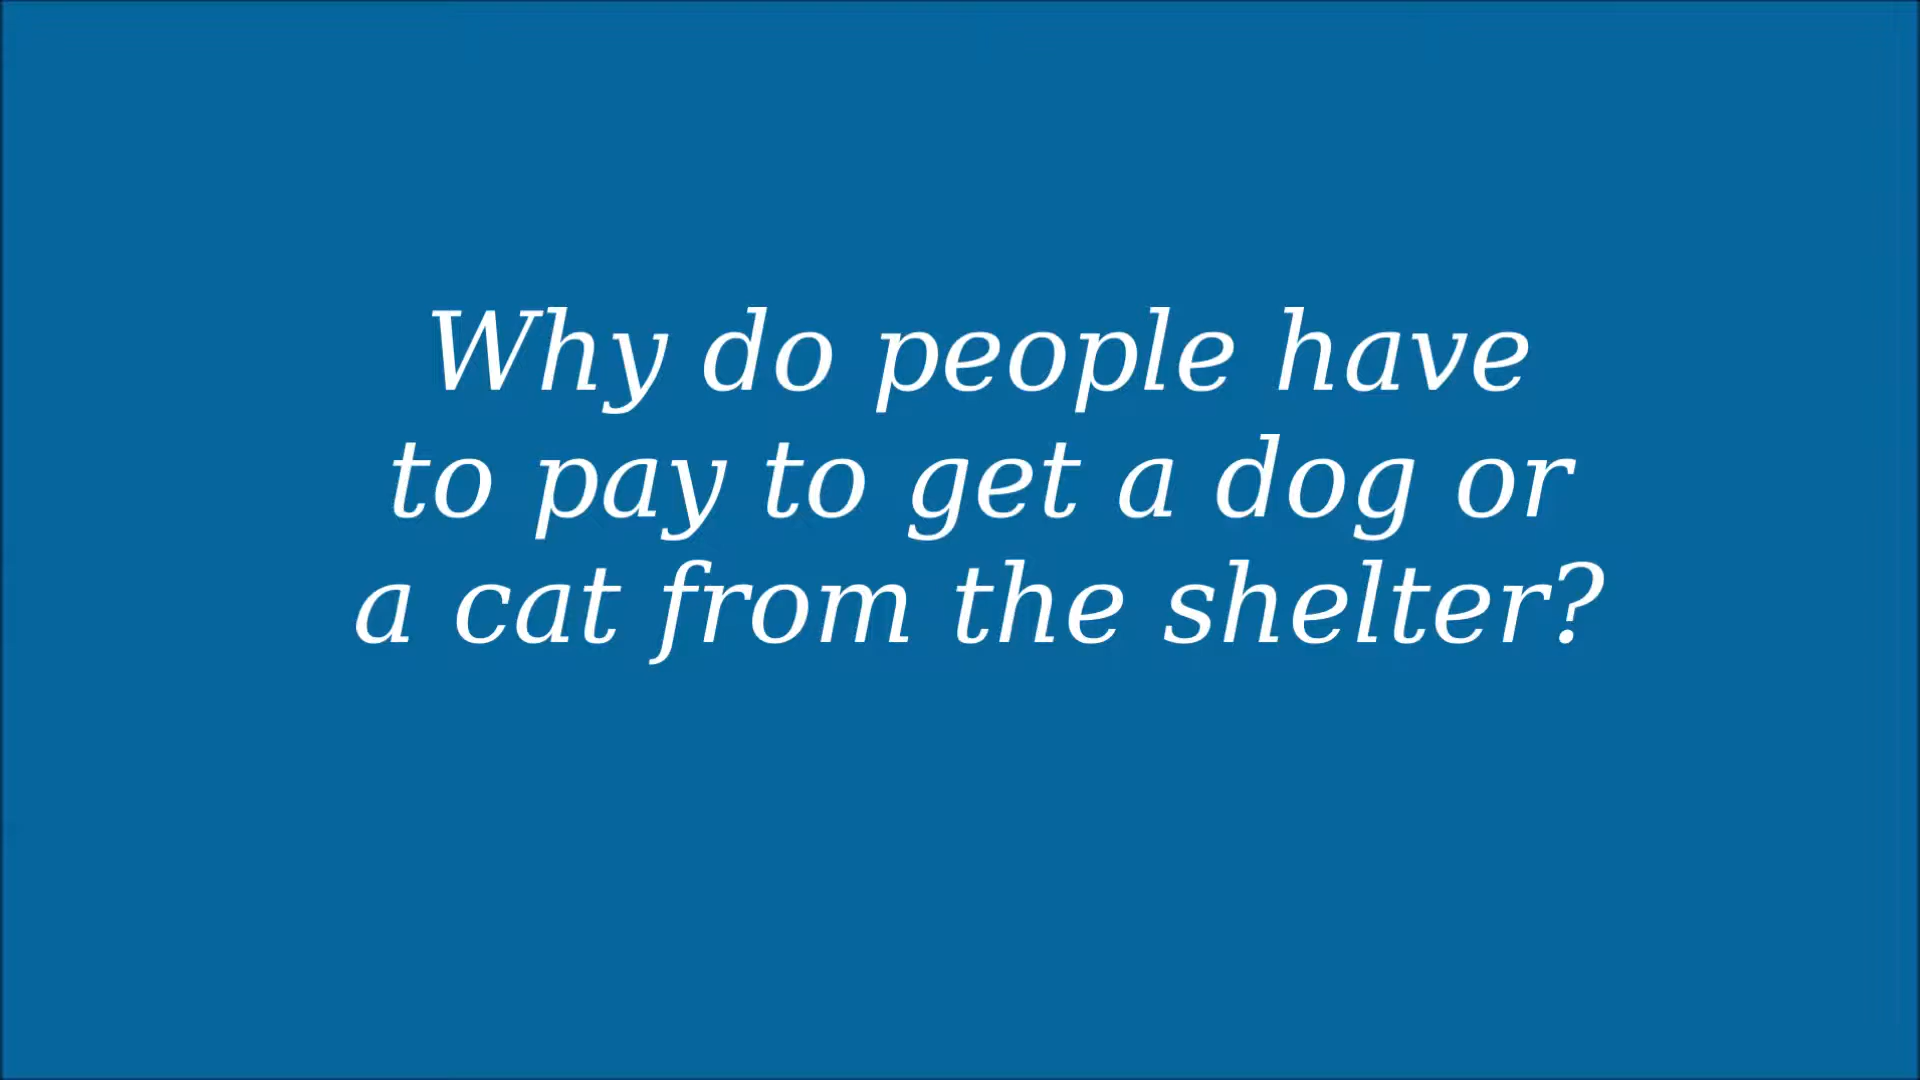 Why do people have
to pay to get a dog or
a cat from the shelter?